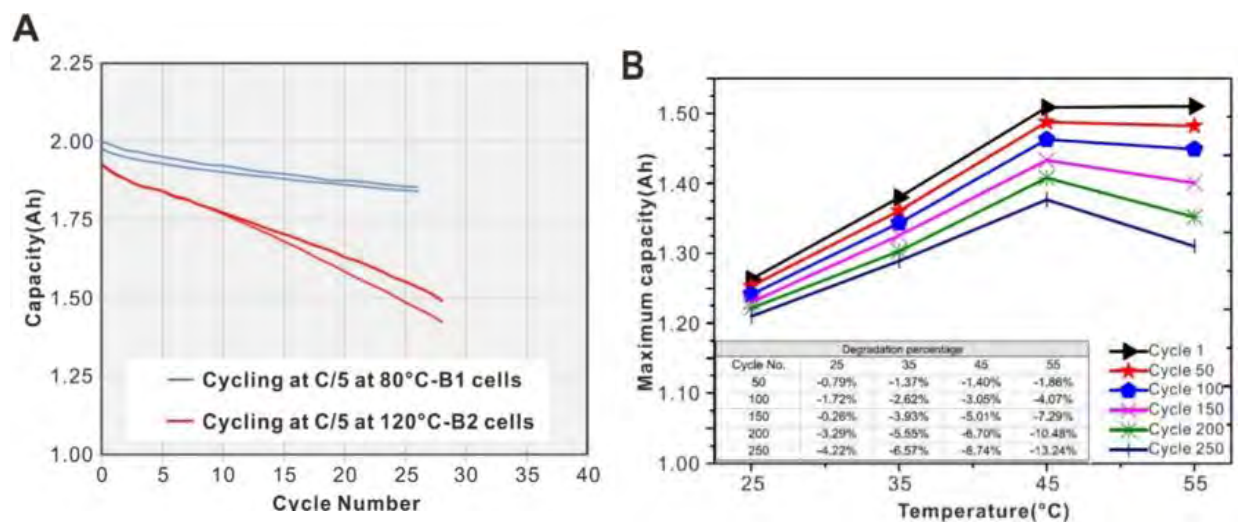 A
2.25
2.00
1.75
1.50
1.25
1.00
Capacity(Ah)
0 5 10 15 20 25 30 35 40
Cycle Number
Cycling at C/5 at 80°C-B1 cells
Cycling at C/5 at 120°C-B2 cells
B
1.50
1.40
1.30
1.20
1.10
1.00
Maximum capacity(Ah)
25 35 45 55
Temperature(°C)
Degradation percentage
Cycle No. 25 35 45 55
50 -0.79% -1.37% -1.40% -1.86%
100 -1.72% -2.62% -3.05% -4.07%
150 -0.26% -3.93% -5.01% -7.29%
200 -3.29% -5.55% -6.70% -10.48%
250 -4.22% -6.57% -8.74% -13.24%
Cycle 1
Cycle 50
Cycle 100
Cycle 150
Cycle 200
Cycle 250